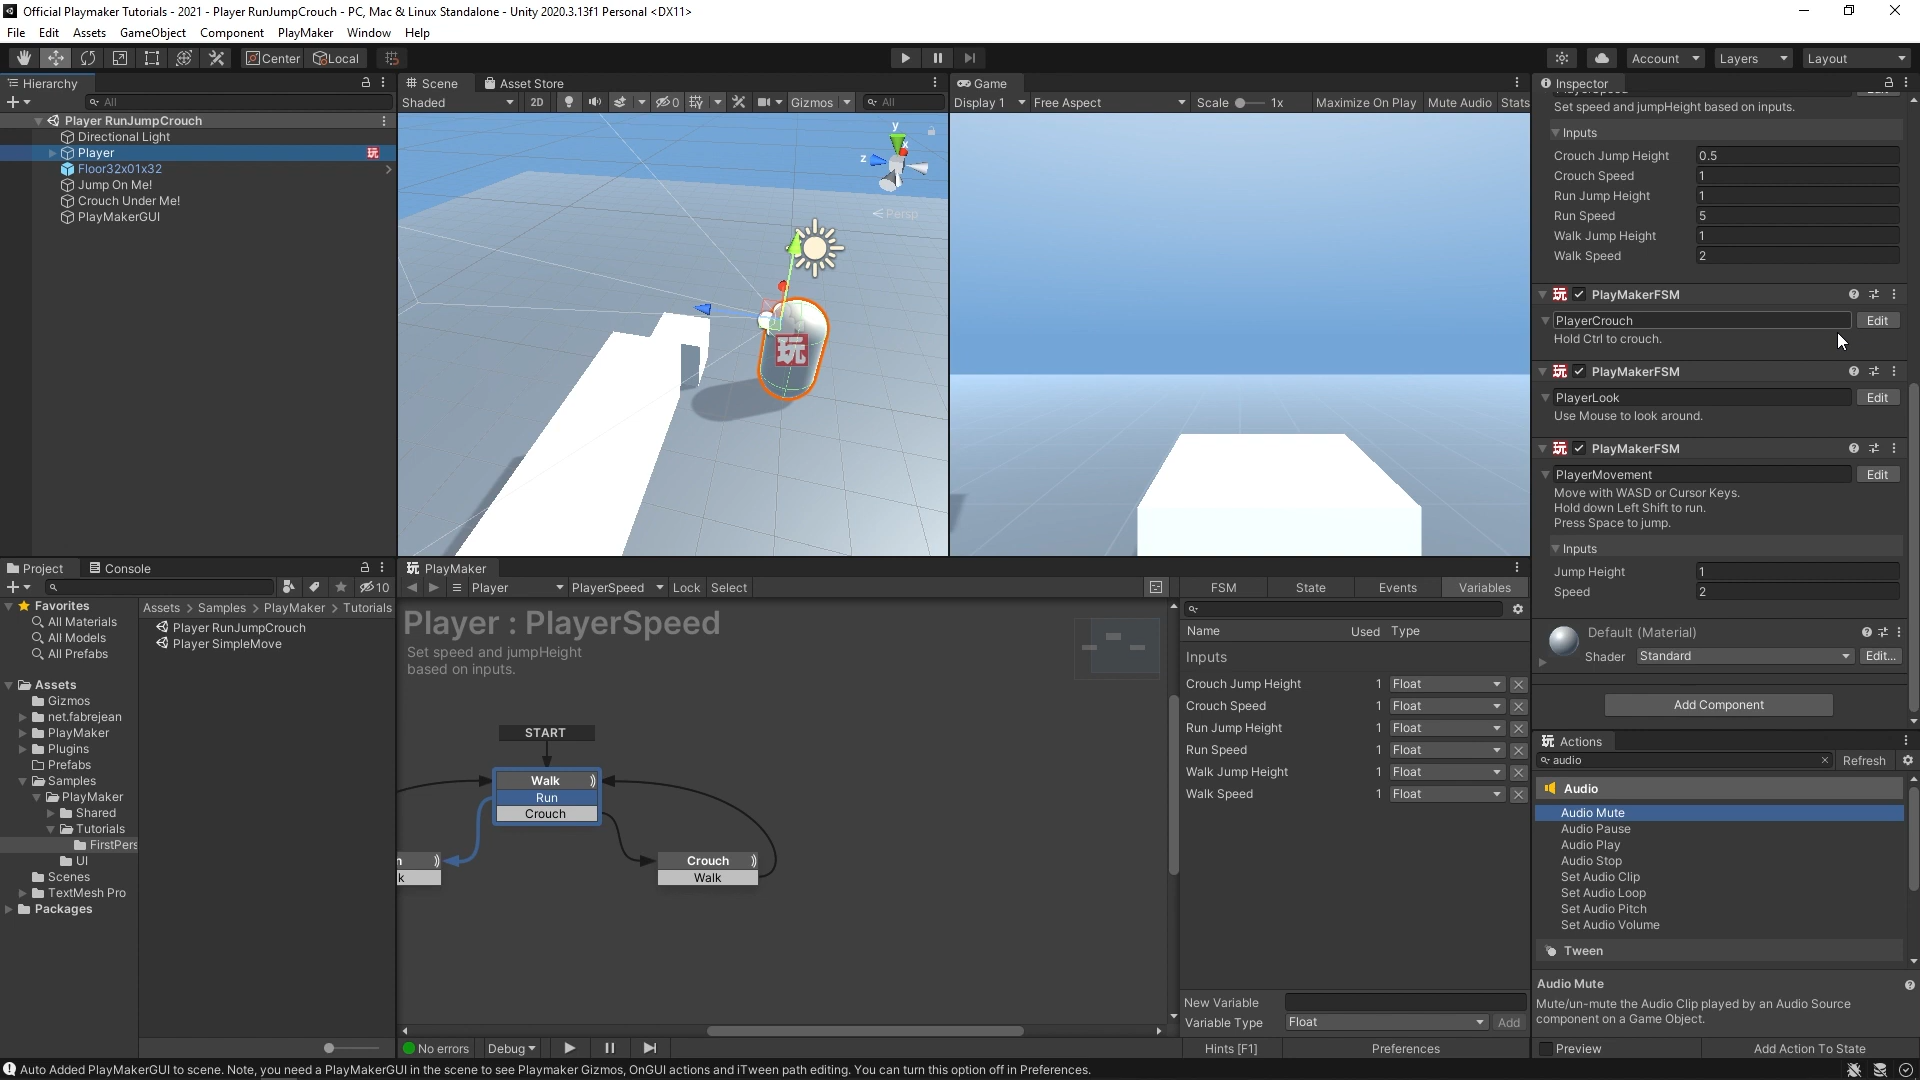 Official Playmaker Tutorials - 2021 - Player RunJumpCrouch - PC, Mac & Linux Standalone - Unity 2020.3.13f1 Personal <DX11>
File Edit Assets GameObject Component PlayMaker Window Help
Center Local
Account Layers Layout
Hierarchy
All
Player RunJumpCrouch
Directional Light
Player
玩
Floor32x01x32
Jump On Me!
Crouch Under Me!
PlayMakerGUI
Scene Asset Store
Shaded 2D 0 Gizmos All
y
x
z
Persp
玩
Game
Display 1 Free Aspect Scale 1x Maximize On Play Mute Audio Stats
Inspector
Set speed and jumpHeight based on inputs.
Inputs
Crouch Jump Height 0.5
Crouch Speed 1
Run Jump Height 1
Run Speed 5
Walk Jump Height 1
Walk Speed 2
玩 PlayMakerFSM
PlayerCrouch Edit
Hold Ctrl to crouch.
玩 PlayMakerFSM
PlayerLook Edit
Use Mouse to look around.
玩 PlayMakerFSM
PlayerMovement Edit
Move with WASD or Cursor Keys.
Hold down Left Shift to run.
Press Space to jump.
Inputs
Jump Height 1
Speed 2
Default (Material)
Shader Standard Edit...
Add Component
Project Console
10
Favorites
All Materials
All Models
All Prefabs
Assets
Gizmos
net.fabrejean
PlayMaker
Plugins
Prefabs
Samples
PlayMaker
Shared
Tutorials
FirstPers
UI
Scenes
TextMesh Pro
Packages
Assets > Samples > PlayMaker > Tutorials
Player RunJumpCrouch
Player SimpleMove
玩 PlayMaker
Player PlayerSpeed Lock Select
Player : PlayerSpeed
Set speed and jumpHeight
based on inputs.
START
Walk
Run
Crouch
n
k
Crouch
Walk
No errors Debug
FSM State Events Variables
Name Used Type
Inputs
Crouch Jump Height 1 Float
Crouch Speed 1 Float
Run Jump Height 1 Float
Run Speed 1 Float
Walk Jump Height 1 Float
Walk Speed 1 Float
New Variable
Variable Type Float Add
Hints [F1] Preferences
玩 Actions
audio Refresh
Audio
Audio Mute
Audio Pause
Audio Play
Audio Stop
Set Audio Clip
Set Audio Loop
Set Audio Pitch
Set Audio Volume
Tween
Audio Mute
Mute/un-mute the Audio Clip played by an Audio Source
component on a Game Object.
Preview Add Action To State
Auto Added PlayMakerGUI to scene. Note, you need a PlayMakerGUI in the scene to see Playmaker Gizmos, OnGUI actions and iTween path editing. You can turn this option off in Preferences.